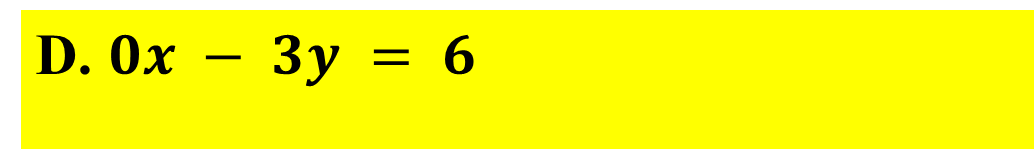 D. 0x − 3y = 6